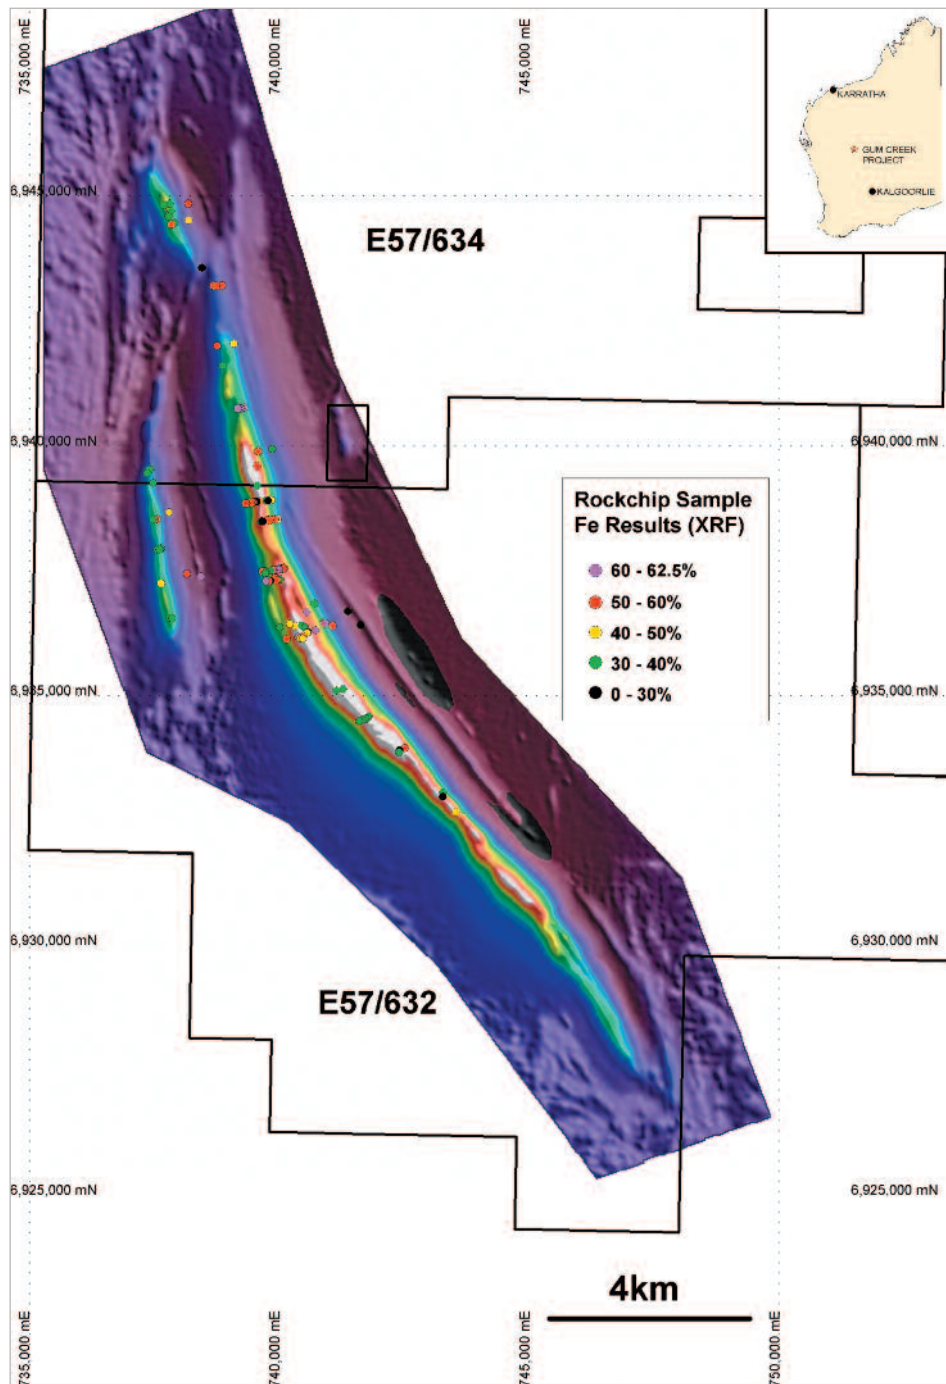 735,000 mE
740,000 mE
745,000 mE
KARRATHA
GUM CREEK
PROJECT
KALGOORLIE
6,945,000 mN
E57/634
6,940,000 mN
6,940,000 mN
Rockchip Sample
Fe Results (XRF)
60 - 62.5%
50 - 60%
40 - 50%
30 - 40%
0 - 30%
6,935,000 mN
6,935,000 mN
6,930,000 mN
6,930,000 mN
E57/632
6,925,000 mN
6,925,000 mN
4km
735,000 mE
740,000 mE
745,000 mE
750,000 mE